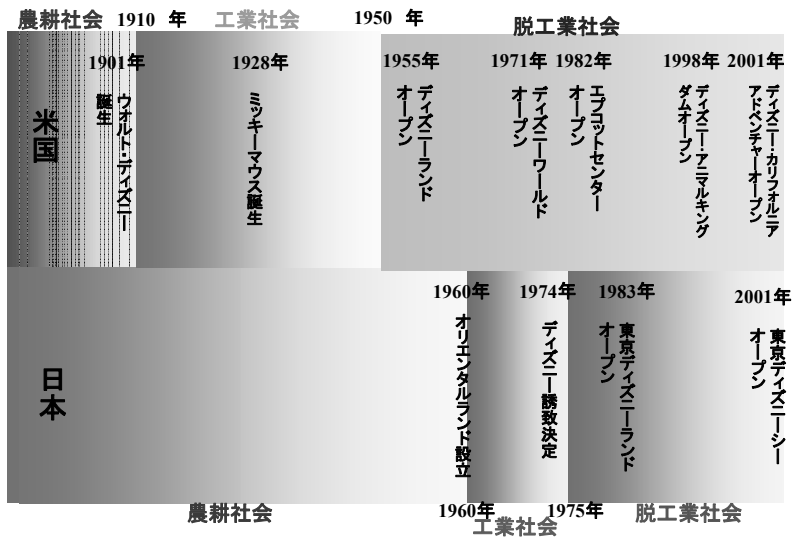 農耕社会 1910 年 工業社会 1950 年 脱工業社会
米国
1901年
ウォルト・ディズニー
誕生
1928年
ミッキーマウス誕生
1955年
ディズニーランド
オープン
1971年
ディズニーワールド
オープン
1982年
エプコットセンター
オープン
1998年
ディズニー・アニマルキング
ダムオープン
2001年
ディズニー・カリフォルニア
アドベンチャーオープン
日本
1960年
オリエンタルランド設立
1974年
ディズニー誘致決定
1983年
東京ディズニーランド
オープン
2001年
東京ディズニーシー
オープン
農耕社会 1960年 工業社会 1975年 脱工業社会